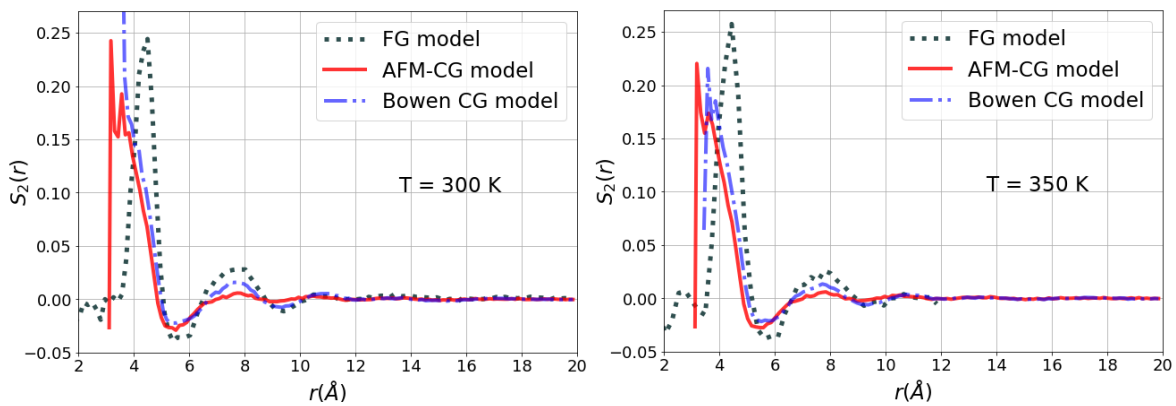 0.25
0.20
0.15
0.10
0.05
0.00
−0.05
S2(r)
FG model
AFM-CG model
Bowen CG model
T = 300 K
2 4 6 8 10 12 14 16 18 20
r(Å)
0.25
0.20
0.15
0.10
0.05
0.00
−0.05
S2(r)
FG model
AFM-CG model
Bowen CG model
T = 350 K
2 4 6 8 10 12 14 16 18 20
r(Å)